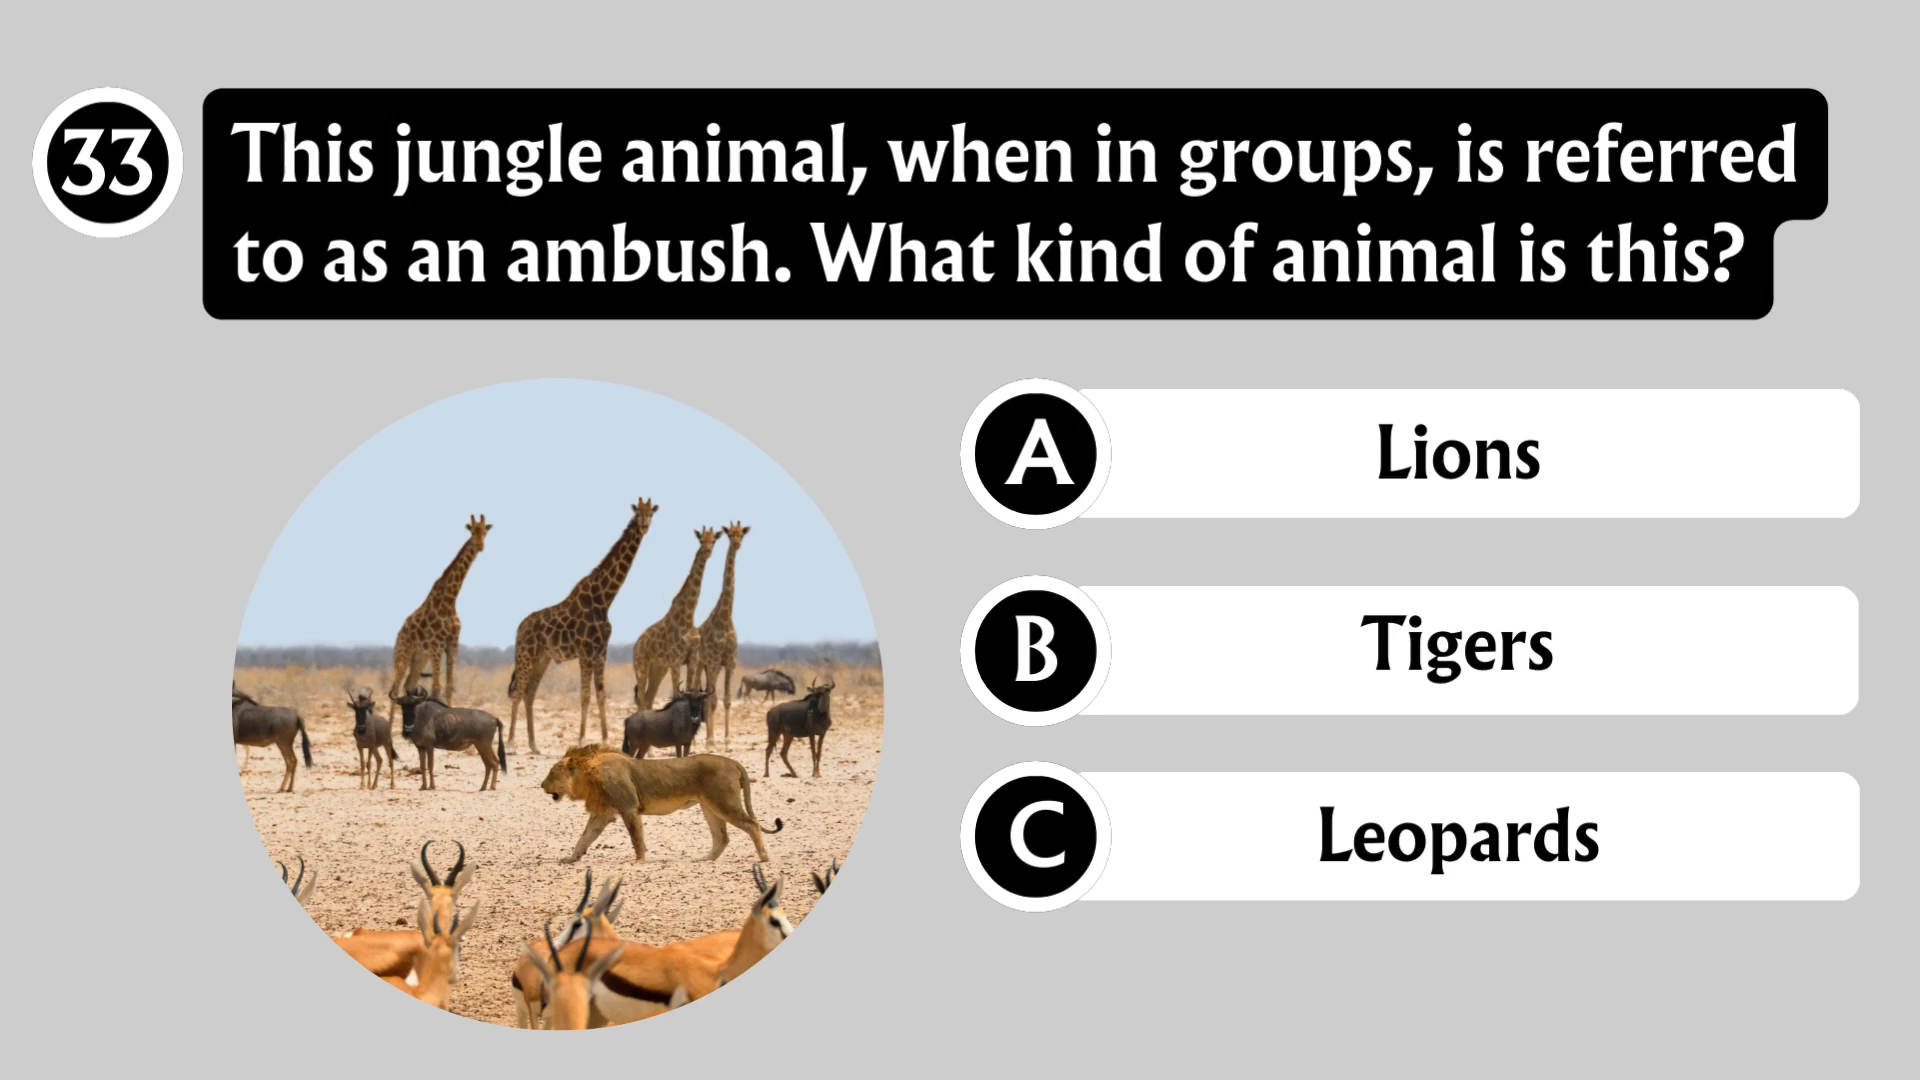 33
This jungle animal, when in groups, is referred
to as an ambush. What kind of animal is this?
A
Lions
B
Tigers
C
Leopards